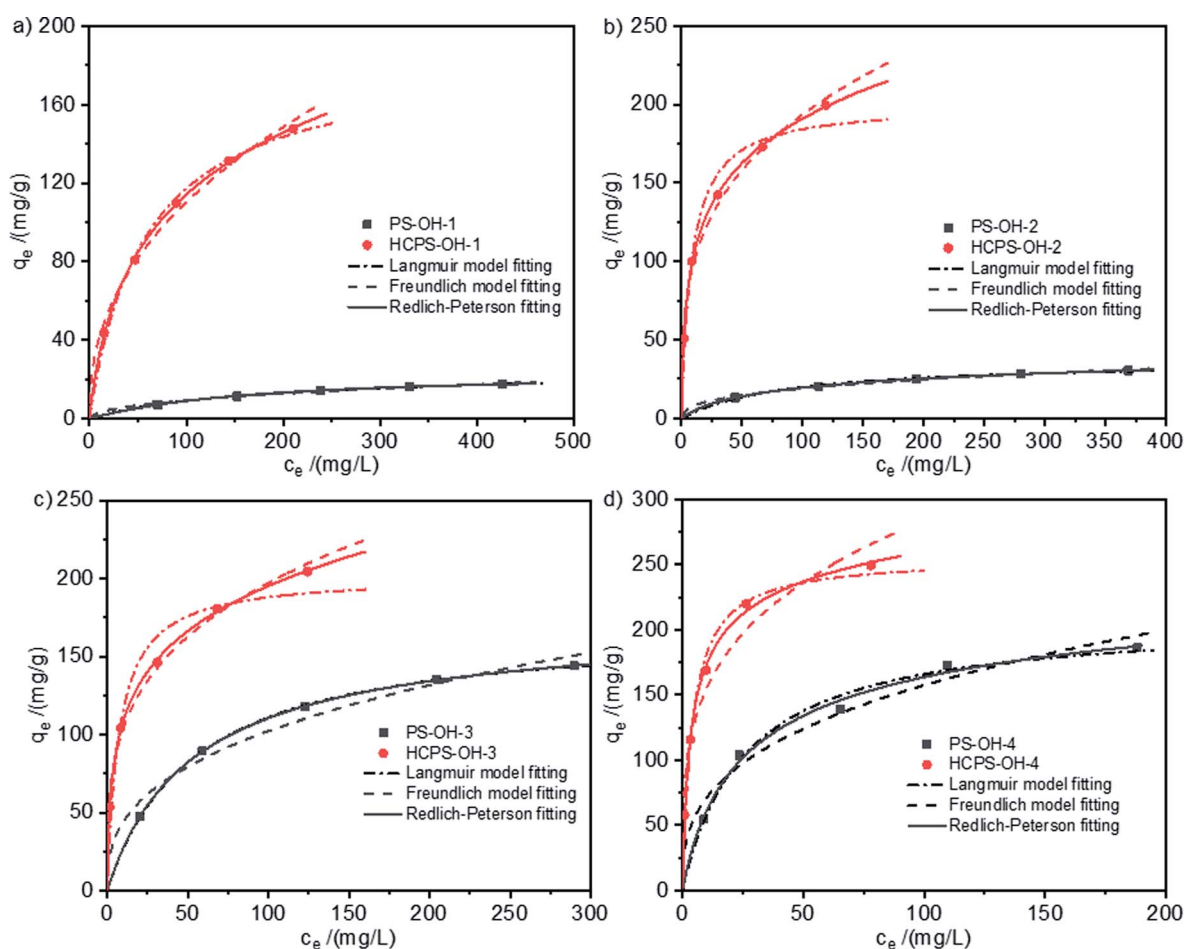 a)
200
160
120
80
40
0
qe /(mg/g)
PS-OH-1
HCPS-OH-1
Langmuir model fitting
Freundlich model fitting
Redlich-Peterson fitting
0 100 200 300 400 500
ce /(mg/L)
b)
250
200
150
100
50
0
qe /(mg/g)
PS-OH-2
HCPS-OH-2
Langmuir model fitting
Freundlich model fitting
Redlich-Peterson fitting
0 50 100 150 200 250 300 350 400
ce /(mg/L)
c)
250
200
150
100
50
0
qe /(mg/g)
PS-OH-3
HCPS-OH-3
Langmuir model fitting
Freundlich model fitting
Redlich-Peterson fitting
0 50 100 150 200 250 300
ce /(mg/L)
d)
300
250
200
150
100
50
0
qe /(mg/g)
PS-OH-4
HCPS-OH-4
Langmuir model fitting
Freundlich model fitting
Redlich-Peterson fitting
0 50 100 150 200
ce /(mg/L)